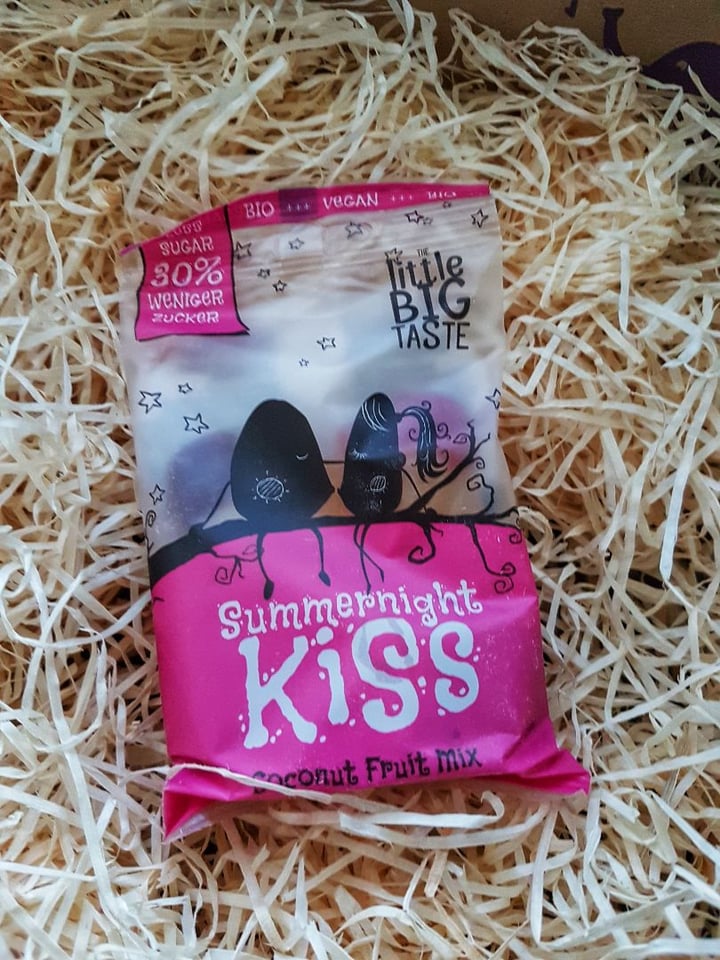 BIO +++ VEGAN +++ BIO
SUGAR
30%
WENIGER
ZUCKER
THE
little
BIG
TASTE
Summernight
KiSS
coconut Fruit Mix